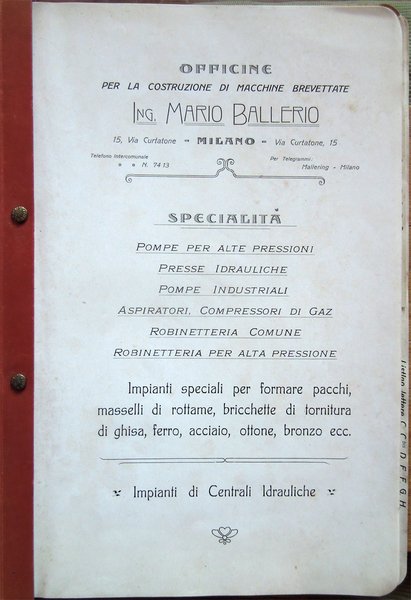 OFFICINE
PER LA COSTRUZIONE DI MACCHINE BREVETTATE
ING. MARIO BALLERIO
15, Via Curtatone - MILANO - Via Curtatone, 15
Telefono Intercomunale
N. 74-13
Per Telegrammi:
Mallering - Milano
SPECIALITÀ
POMPE PER ALTE PRESSIONI
PRESSE IDRAULICHE
POMPE INDUSTRIALI
ASPIRATORI, COMPRESSORI DI GAZ
ROBINETTERIA COMUNE
ROBINETTERIA PER ALTA PRESSIONE
Impianti speciali per formare pacchi,
masselli di rottame, bricchette di tornitura
di ghisa, ferro, acciaio, ottone, bronzo ecc.
Impianti di Centrali Idrauliche